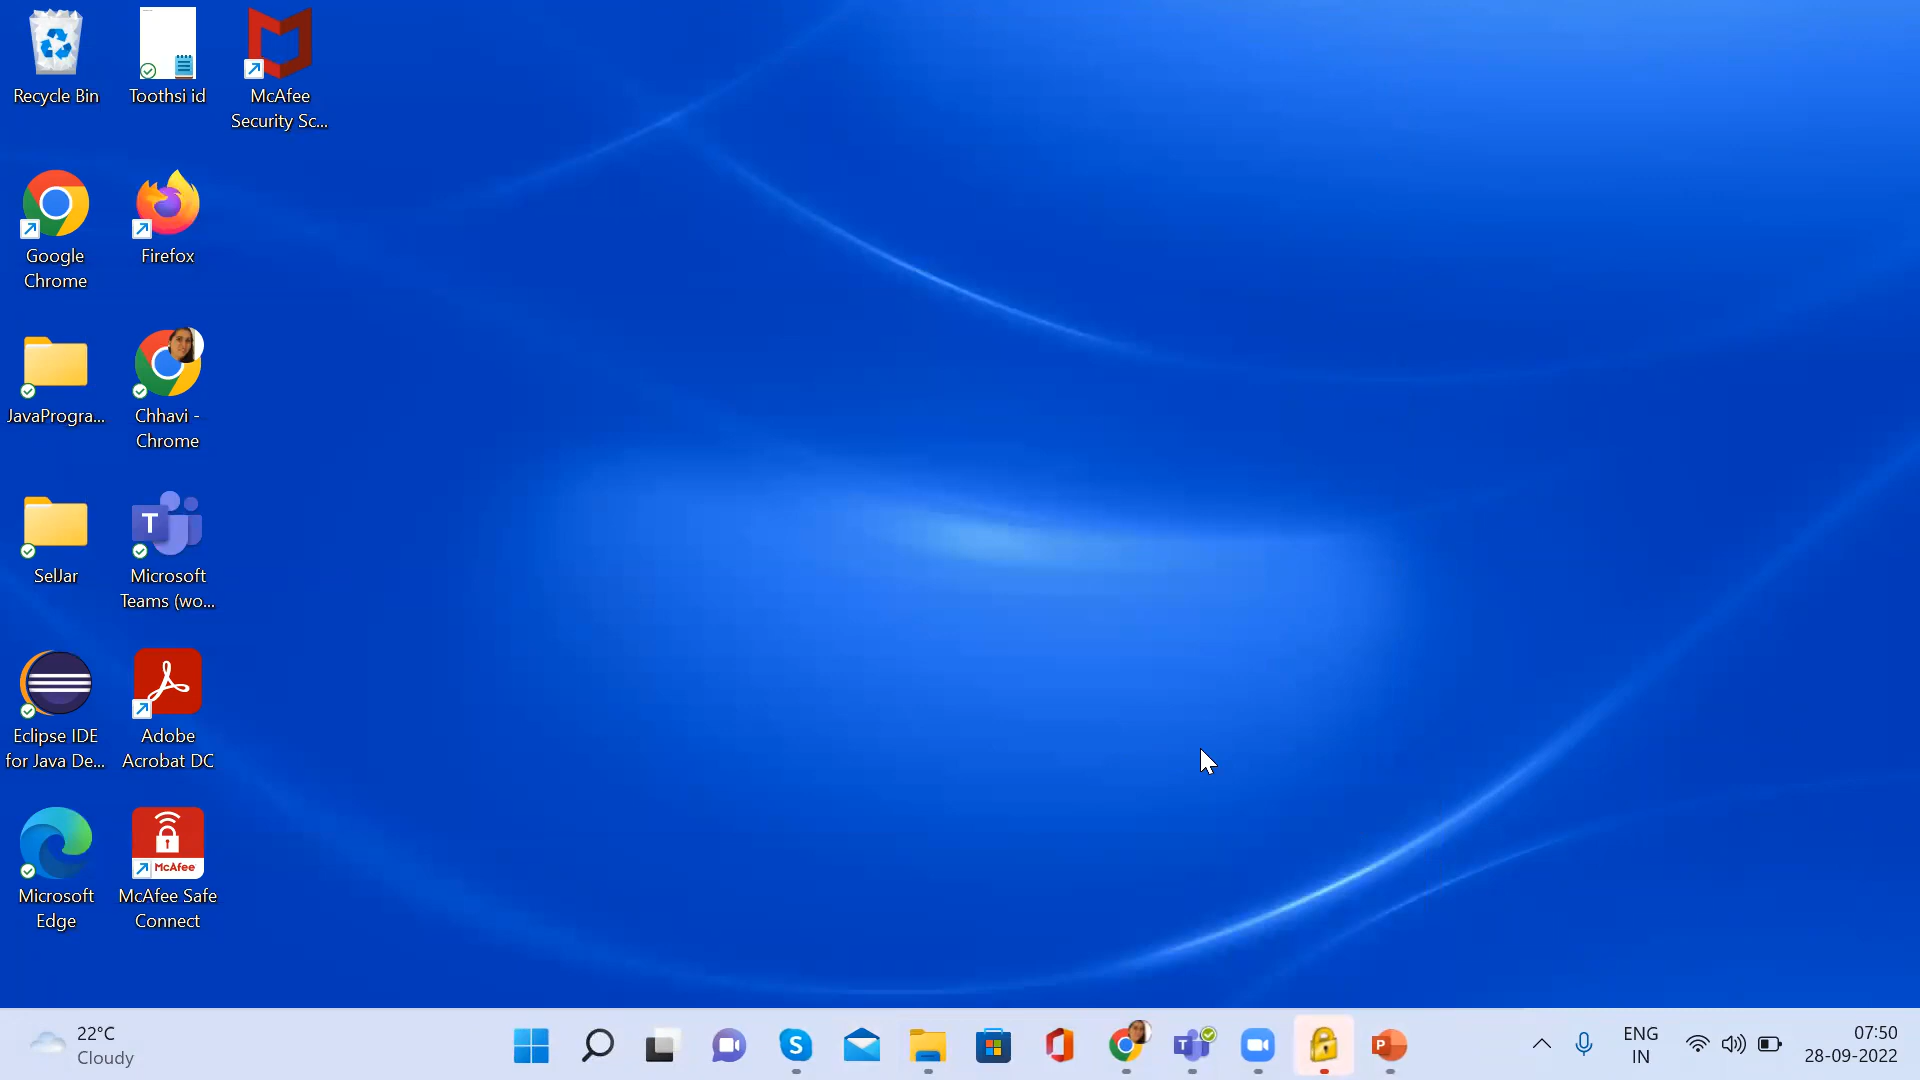 Recycle Bin
Toothsi id
McAfee
Security Sc...
Google
Chrome
Firefox
JavaProgra...
Chhavi -
Chrome
SelJar
T
Microsoft
Teams (wo...
Eclipse IDE
for Java De...
Adobe
Acrobat DC
Microsoft
Edge
McAfee
McAfee Safe
Connect
22°C
Cloudy
S
T
P
ENG
IN
07:50
28-09-2022